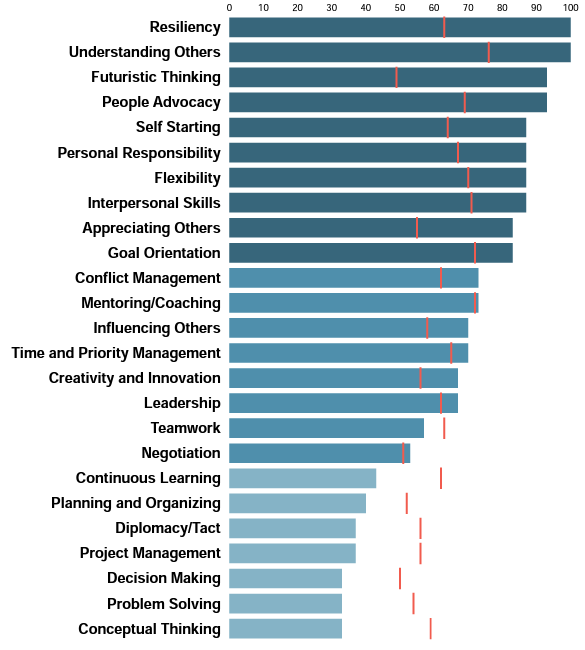 0 10 20 30 40 50 60 70 80 90 100
Resiliency
Understanding Others
Futuristic Thinking
People Advocacy
Self Starting
Personal Responsibility
Flexibility
Interpersonal Skills
Appreciating Others
Goal Orientation
Conflict Management
Mentoring/Coaching
Influencing Others
Time and Priority Management
Creativity and Innovation
Leadership
Teamwork
Negotiation
Continuous Learning
Planning and Organizing
Diplomacy/Tact
Project Management
Decision Making
Problem Solving
Conceptual Thinking